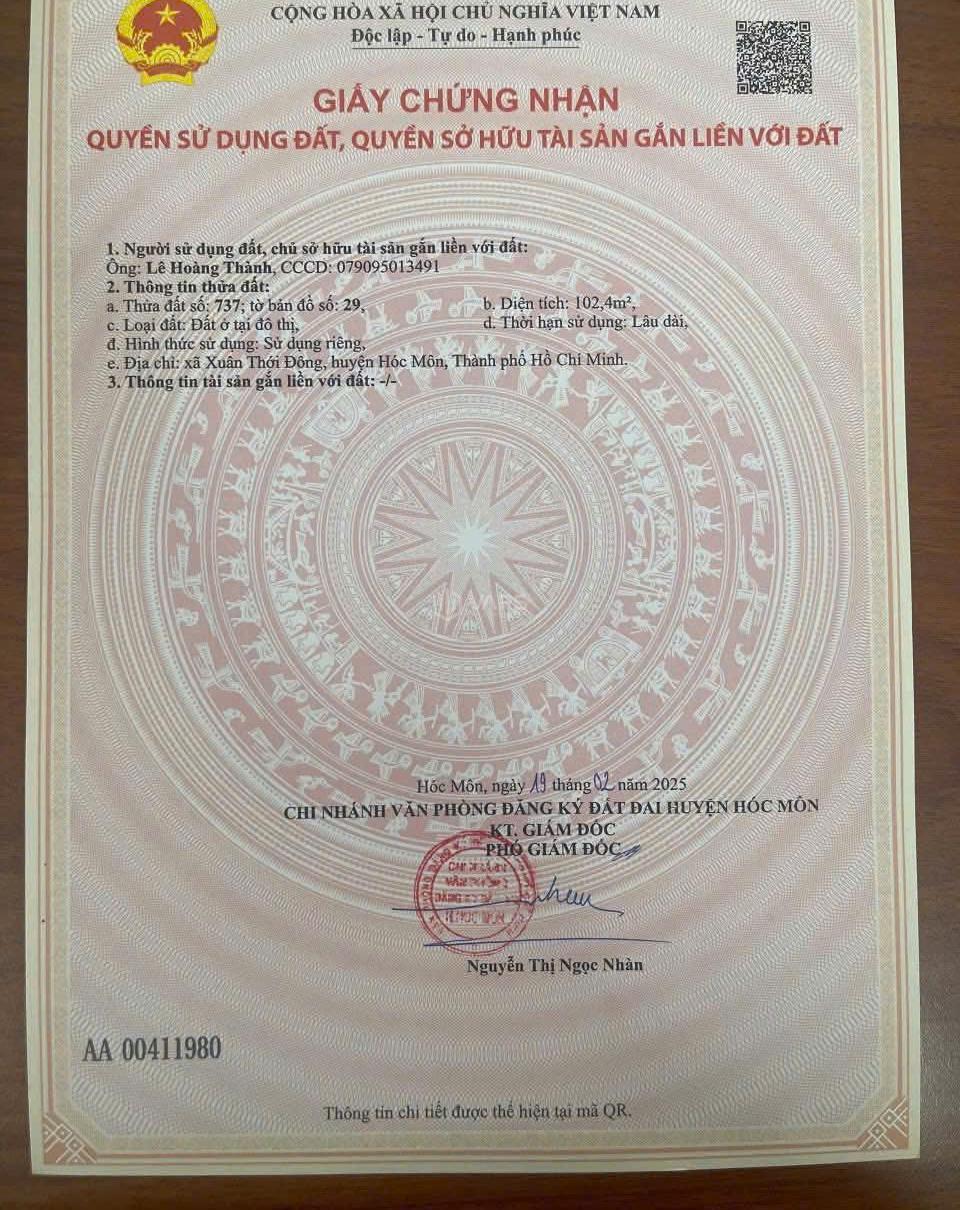 CỘNG HÒA XÃ HỘI CHỦ NGHĨA VIỆT NAM
Độc lập - Tự do - Hạnh phúc
GIẤY CHỨNG NHẬN
QUYỀN SỬ DỤNG ĐẤT, QUYỀN SỞ HỮU TÀI SẢN GẮN LIỀN VỚI ĐẤT
1. Người sử dụng đất, chủ sở hữu tài sản gắn liền với đất:
Ông: Lê Hoàng Thành, CCCD: 079095013491
2. Thông tin thửa đất:
a. Thửa đất số: 737; tờ bản đồ số: 29, b. Diện tích: 102,4m²,
c. Loại đất: Đất ở tại đô thị, d. Thời hạn sử dụng: Lâu dài,
đ. Hình thức sử dụng: Sử dụng riêng,
e. Địa chỉ: xã Xuân Thới Đông, huyện Hóc Môn, Thành phố Hồ Chí Minh.
3. Thông tin tài sản gắn liền với đất: -/-
Hóc Môn, ngày 19 tháng 02 năm 2025
CHI NHÁNH VĂN PHÒNG ĐĂNG KÝ ĐẤT ĐAI HUYỆN HÓC MÔN
KT. GIÁM ĐỐC
PHÓ GIÁM ĐỐC
CHI NHÁNH
VĂN PHÒNG
H. HÓC MÔN
Nguyễn Thị Ngọc Nhàn
AA 00411980
Thông tin chi tiết được thể hiện tại mã QR.